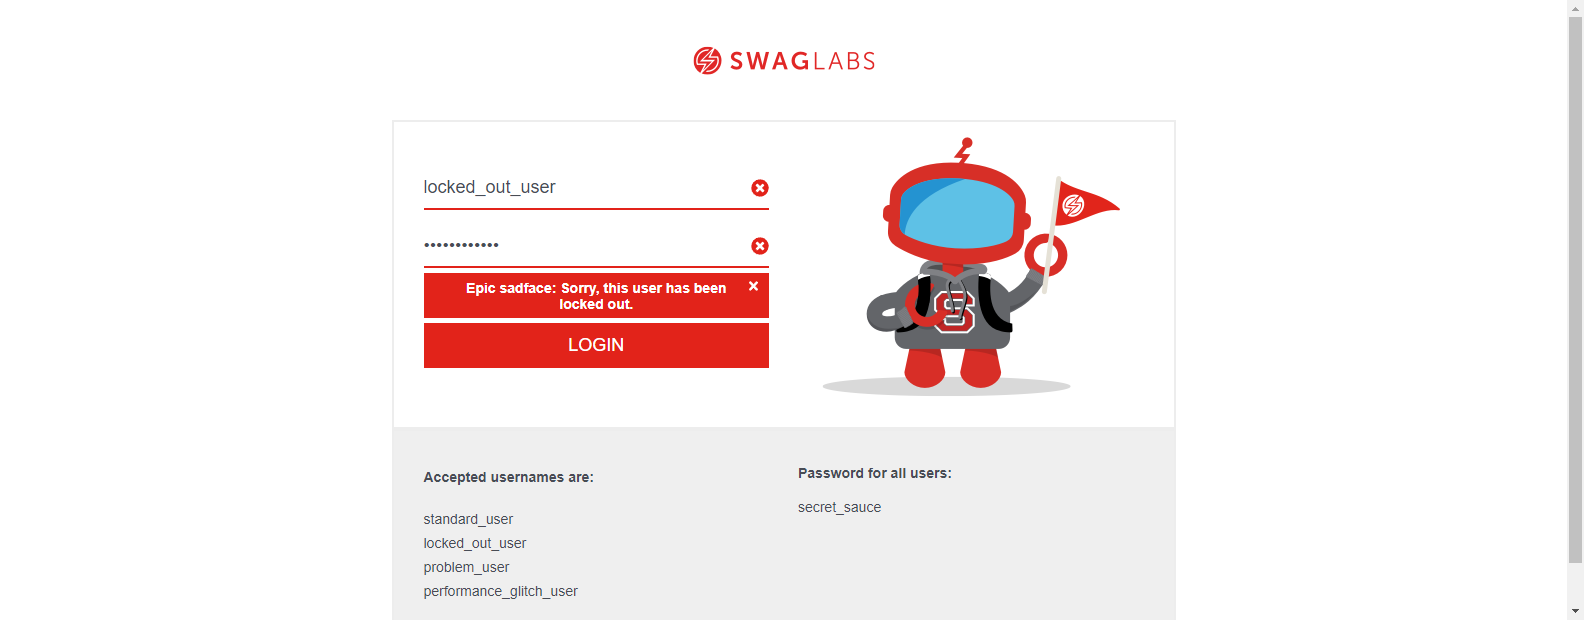 SWAGLABS
locked_out_user
••••••••••••
Epic sadface: Sorry, this user has been
locked out.
LOGIN
S
Accepted usernames are:
standard_user
locked_out_user
problem_user
performance_glitch_user
Password for all users:
secret_sauce